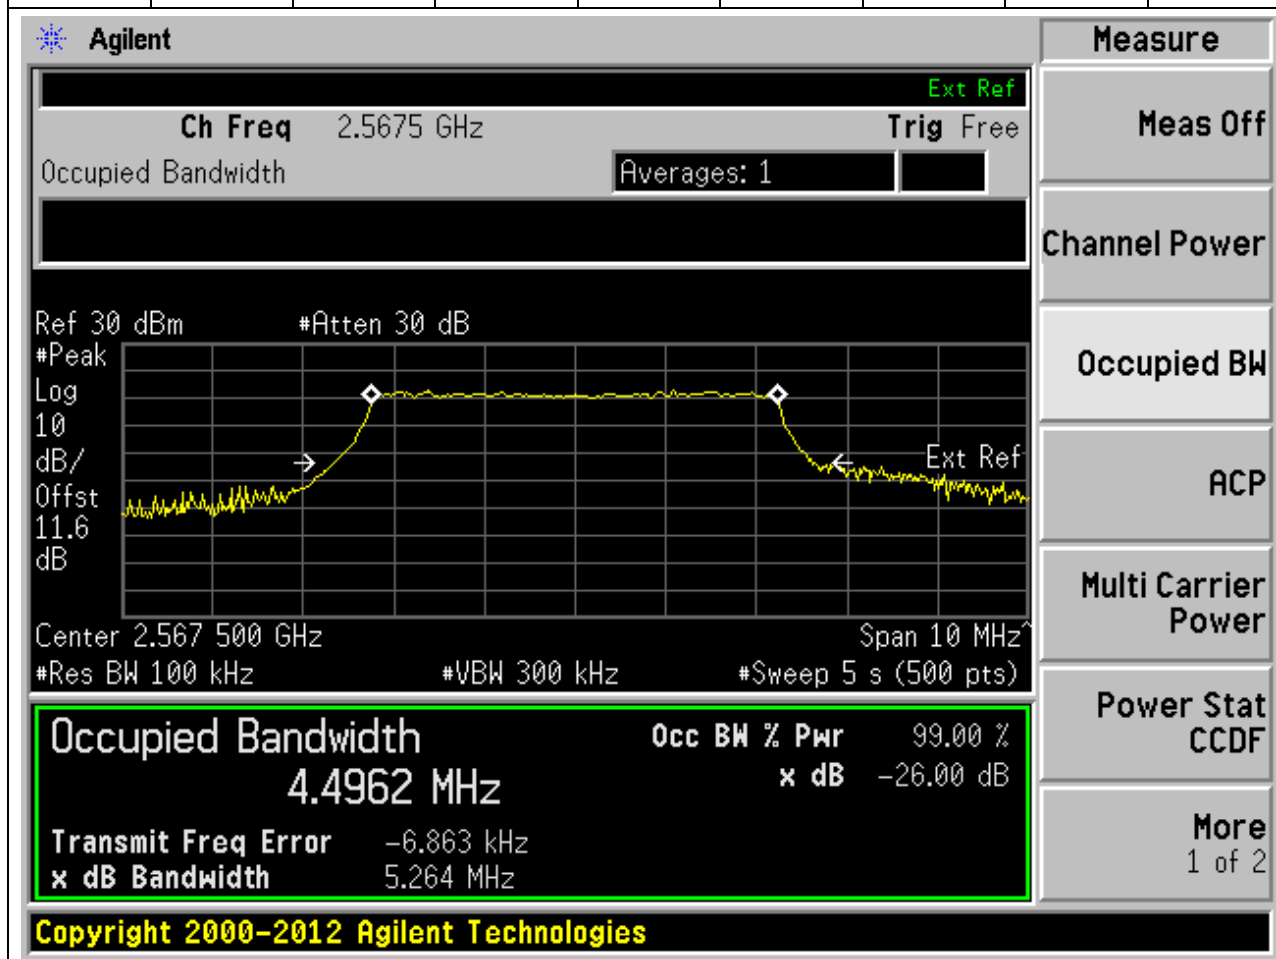 Agilent
Measure
Ext Ref
Ch Freq 2.5675 GHz Trig Free
Occupied Bandwidth Averages: 1
Meas Off
Channel Power
Occupied BW
ACP
Multi Carrier
Power
Power Stat
CCDF
More
1 of 2
Ref 30 dBm #Atten 30 dB
#Peak
Log
10
dB/
Offst
11.6
dB
Ext Ref
Center 2.567 500 GHz Span 10 MHz^
#Res BW 100 kHz #VBW 300 kHz #Sweep 5 s (500 pts)
Occupied Bandwidth Occ BW % Pwr 99.00 %
4.4962 MHz x dB -26.00 dB
Transmit Freq Error -6.863 kHz
x dB Bandwidth 5.264 MHz
Copyright 2000-2012 Agilent Technologies